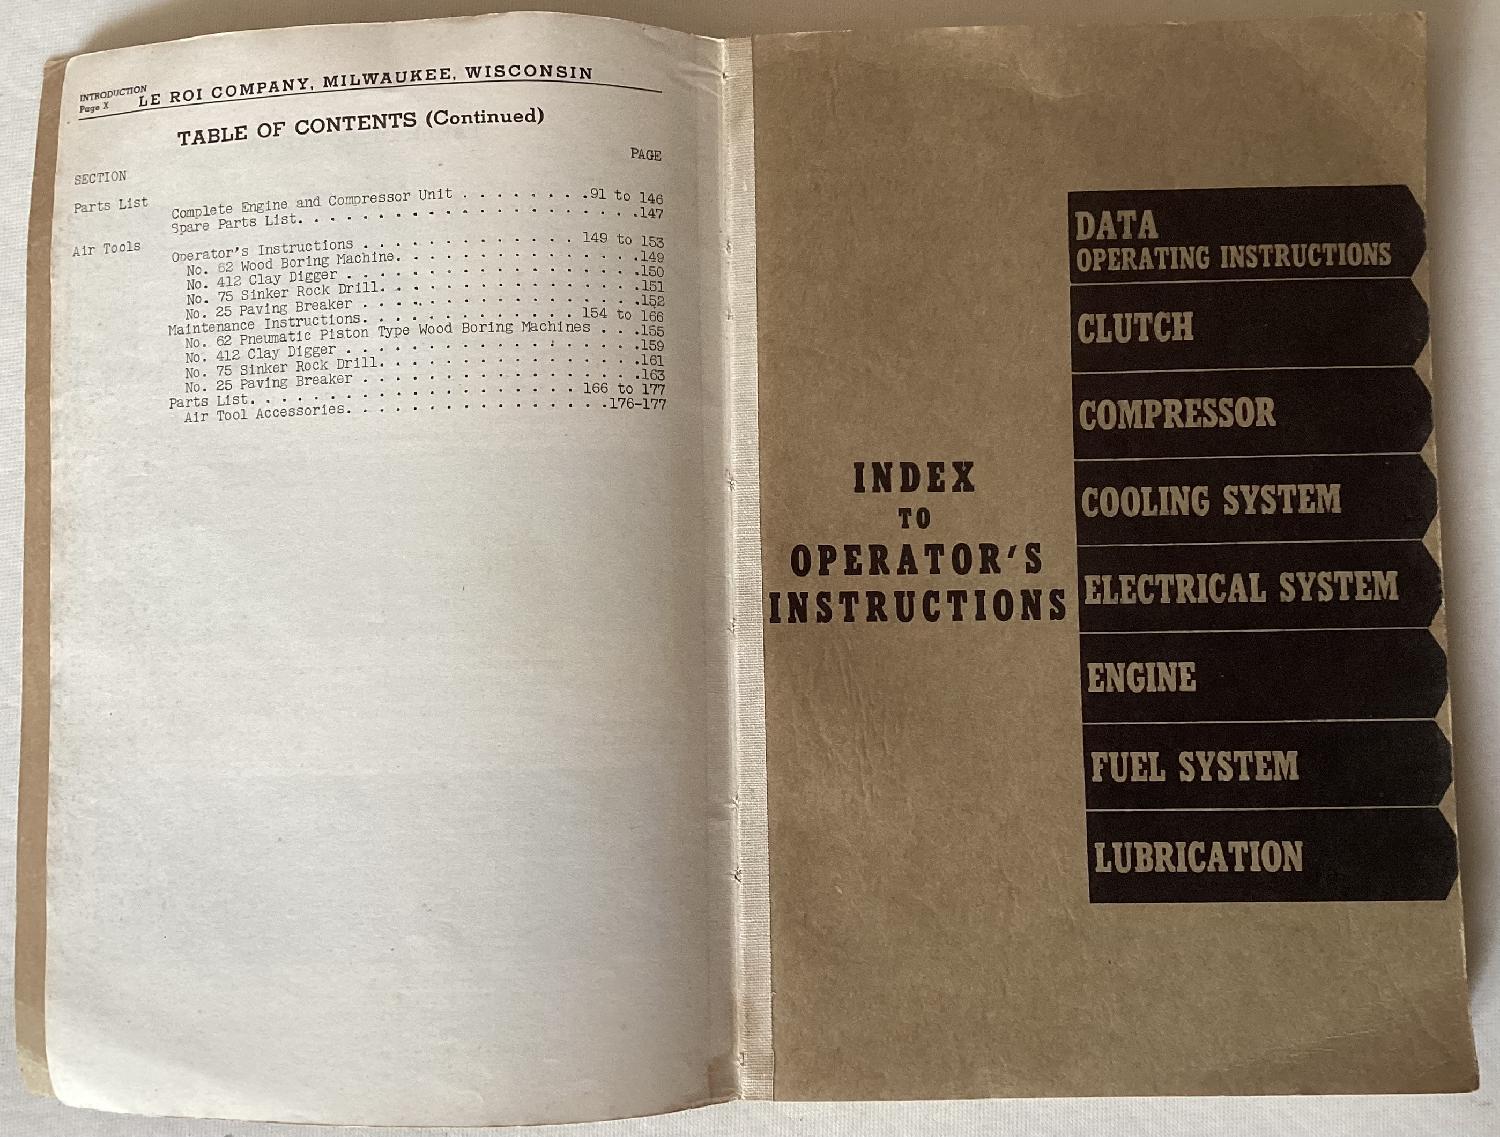 INTRODUCTION
Page X
LE ROI COMPANY, MILWAUKEE, WISCONSIN
TABLE OF CONTENTS (Continued)
PAGE
SECTION
Parts List
Complete Engine and Compressor Unit . . . . . . . .91 to 146
Spare Parts List. . . . . . . . . . . . . . . . . . . .147
Air Tools
Operator's Instructions . . . . . . . . . . . . 149 to 153
No. 62 Wood Boring Machine. . . . . . . . . . . . . .149
No. 412 Clay Digger . . . . . . . . . . . . . . . . .150
No. 75 Sinker Rock Drill. . . . . . . . . . . . . . .151
No. 25 Paving Breaker . . . . . . . . . . . . . . . .152
Maintenance Instructions. . . . . . . . . . . . 154 to 166
No. 62 Pneumatic Piston Type Wood Boring Machines . . .155
No. 412 Clay Digger . . . . . . . . . . . . . . . . .159
No. 75 Sinker Rock Drill. . . . . . . . . . . . . . .161
No. 25 Paving Breaker . . . . . . . . . . . . . . . .163
Parts List. . . . . . . . . . . . . . . . . . . 166 to 177
Air Tool Accessories. . . . . . . . . . . . . . .176-177
INDEX
TO
OPERATOR'S
INSTRUCTIONS
DATA
OPERATING INSTRUCTIONS
CLUTCH
COMPRESSOR
COOLING SYSTEM
ELECTRICAL SYSTEM
ENGINE
FUEL SYSTEM
LUBRICATION